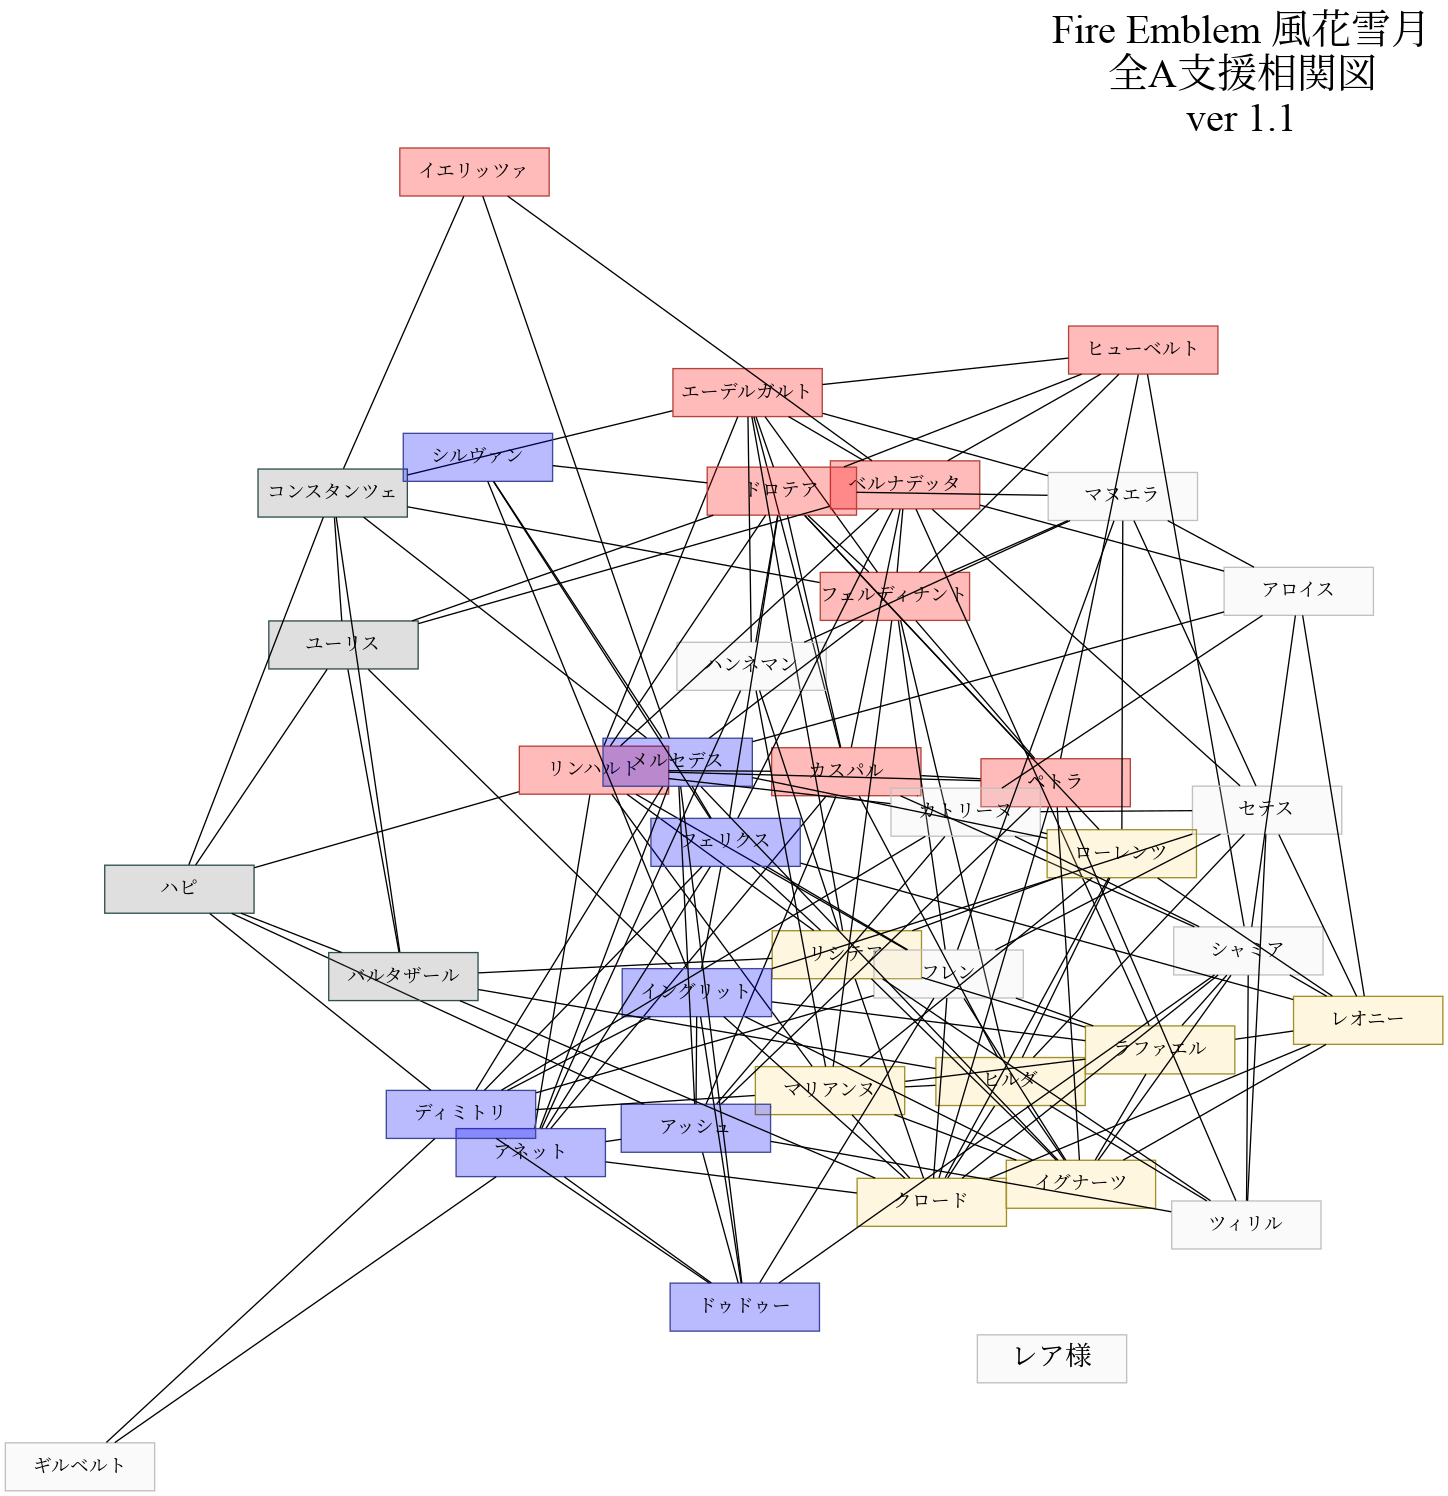 Fire Emblem 風花雪月
全A支援相関図
ver 1.1
イエリッツァ
ヒューベルト
エーデルガルト
シルヴァン
ベルナデッタ
コンスタンツェ
ドロテア
マヌエラ
アロイス
フェルディナント
ユーリス
ハンネマン
メルセデス
リンハルト
カスパル
ペトラ
カトリーヌ
セテス
フェリクス
ローレンツ
ハピ
リシテア
シャミア
バルタザール
フレン
イングリット
レオニー
ラファエル
ヒルダ
マリアンヌ
ディミトリ
アッシュ
アネット
イグナーツ
クロード
ツィリル
ドゥドゥー
レア様
ギルベルト